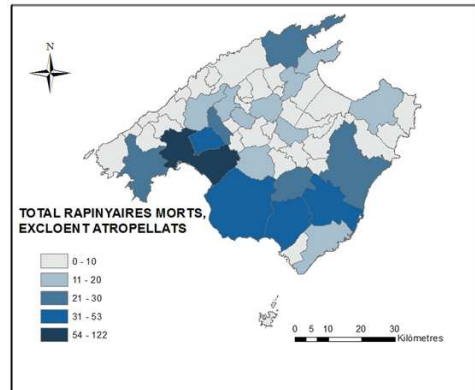 N
TOTAL RAPINYAIRES MORTS,
EXCLOENT ATROPELLATS
0 - 10
11 - 20
21 - 30
31 - 53
54 - 122
0 5 10 20 30
Kilòmetres